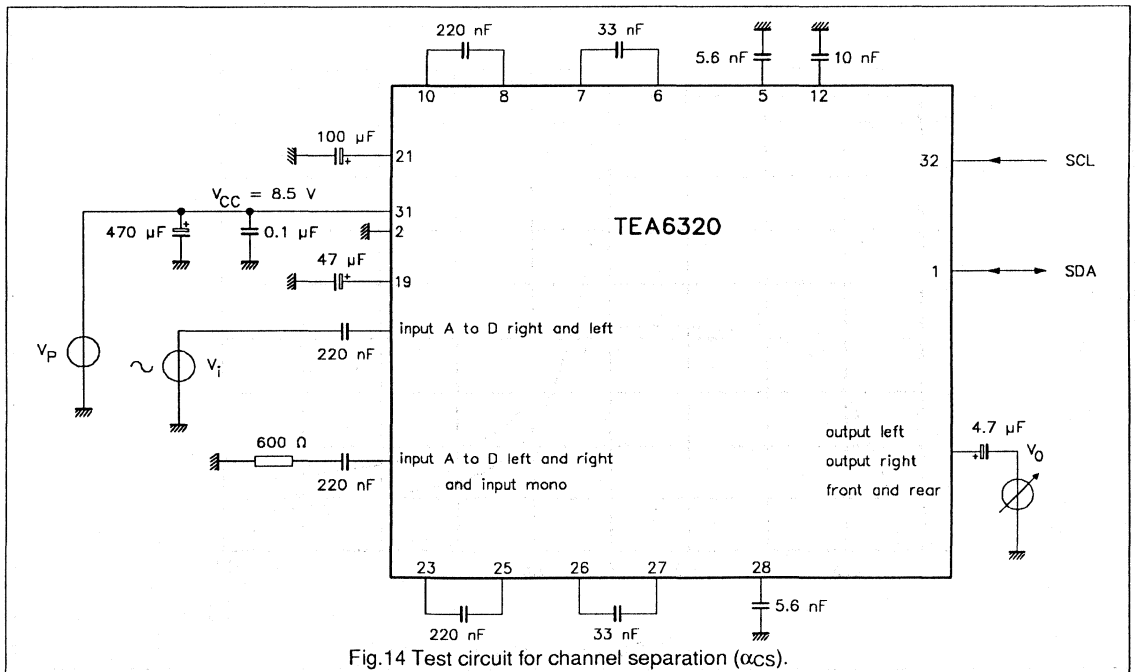 220 nF
33 nF
5.6 nF
10 nF
10
8
7
6
5
12
100 µF
+
21
32
SCL
V_CC = 8.5 V
31
470 µF
+
0.1 µF
2
TEA6320
47 µF
+
19
1
SDA
V_P
V_i
220 nF
input A to D right and left
600 Ω
220 nF
input A to D left and right
and input mono
output left
output right
front and rear
4.7 µF
+
V_O
23
25
26
27
28
220 nF
33 nF
5.6 nF
Fig.14 Test circuit for channel separation (αCS).